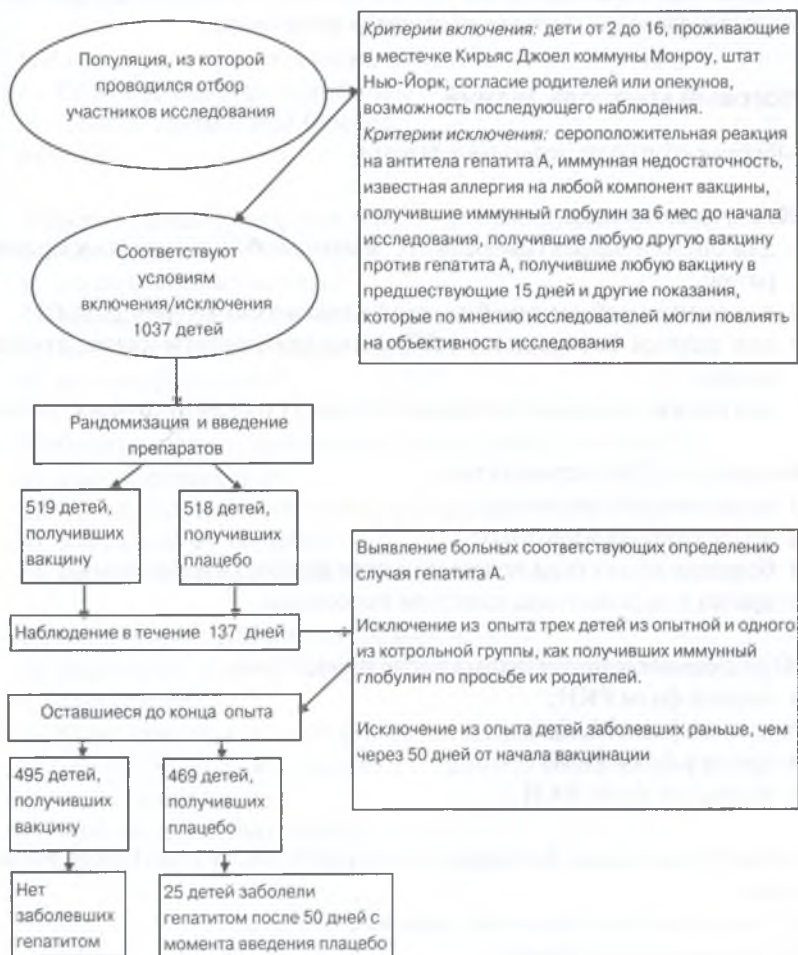 Популяция, из которой
проводился отбор
участников исследования
Критерии включения: дети от 2 до 16, проживающие
в местечке Кирьяс Джоел коммуны Монроу, штат
Нью-Йорк, согласие родителей или опекунов,
возможность последующего наблюдения.
Критерии исключения: сероположительная реакция
на антитела гепатита А, иммунная недостаточность,
известная аллергия на любой компонент вакцины,
получившие иммунный глобулин за 6 мес до начала
исследования, получившие любую другую вакцину
против гепатита А, получившие любую вакцину в
предшествующие 15 дней и другие показания,
которые по мнению исследователей могли повлиять
на объективность исследования
Соответствуют
условиям
включения/исключения
1037 детей
Рандомизация и введение
препаратов
519 детей,
получивших
вакцину
518 детей,
получивших
плацебо
Наблюдение в течение 137 дней
Выявление больных соответствующих определению
случая гепатита А.
Исключение из опыта трех детей из опытной и одного
из котрольной группы, как получивших иммунный
глобулин по просьбе их родителей.
Исключение из опыта детей заболевших раньше, чем
через 50 дней от начала вакцинации
Оставшиеся до конца опыта
495 детей,
получивших
вакцину
469 детей,
получивших
плацебо
Нет
заболевших
гепатитом
25 детей заболели
гепатитом после 50 дней с
момента введения плацебо